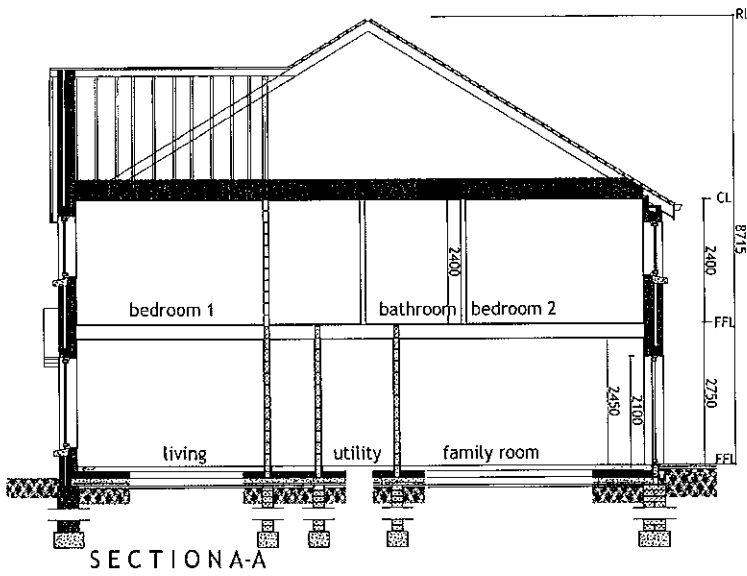 RL
CL
8715
2400
2400
bedroom 1
bathroom
bedroom 2
FFL
2450
2100
2750
living
utility
family room
FFL
SECTION A-A